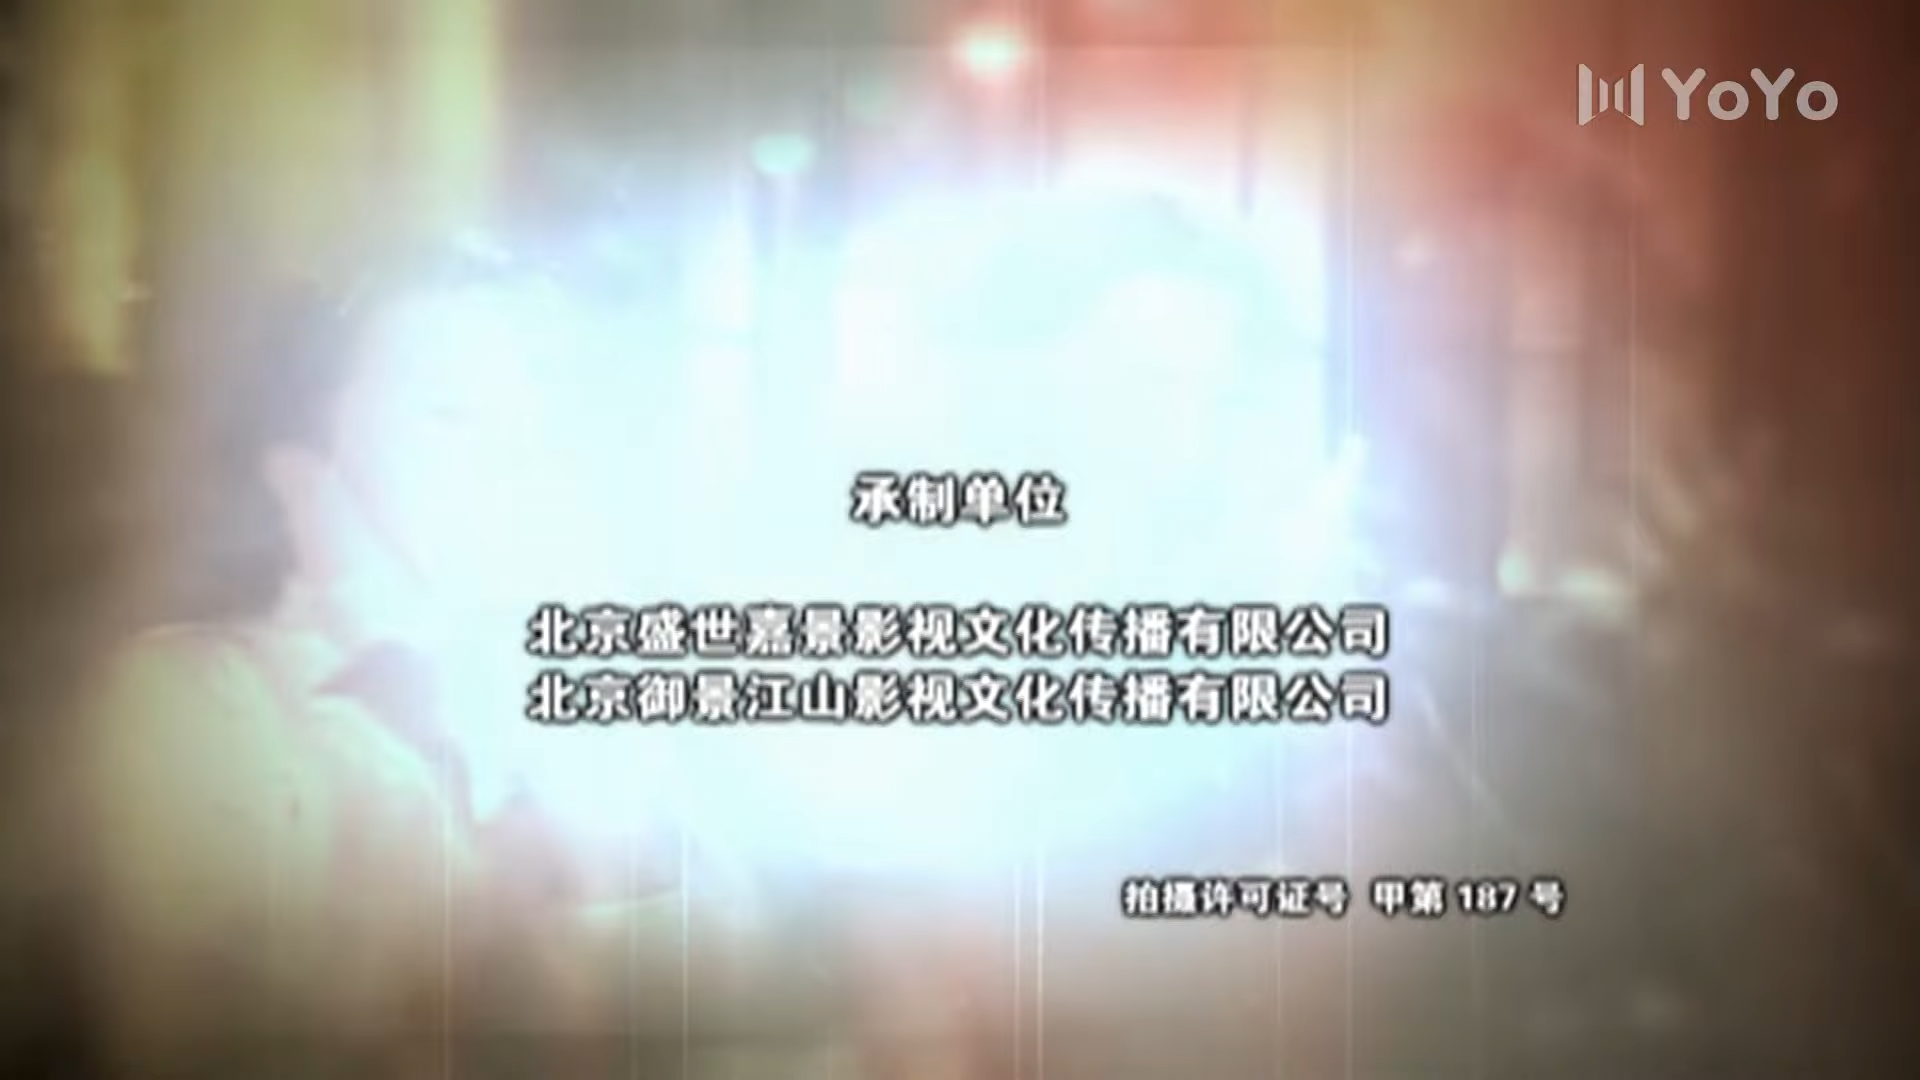 YoYo
承制单位
北京盛世嘉景影视文化传播有限公司
北京御景江山影视文化传播有限公司
拍摄许可证号 甲第 187 号